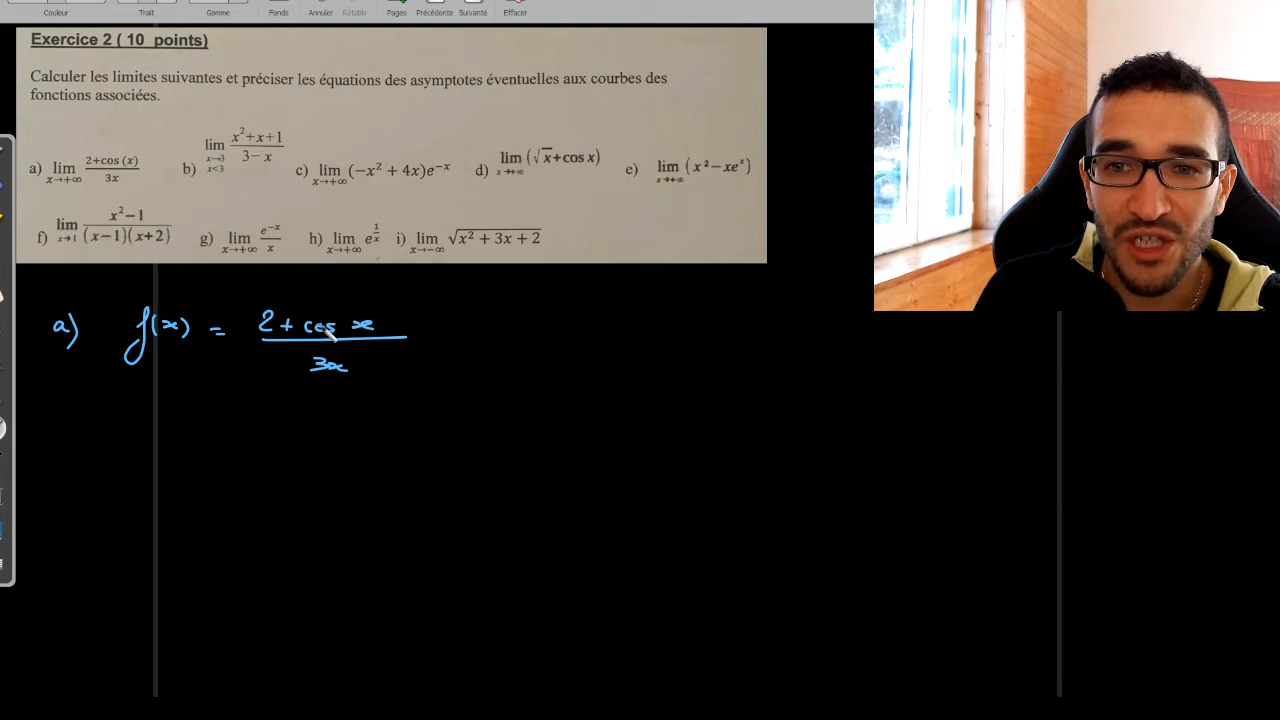 Couleur Trait Gomme Fonds Annuler Rétablir Pages Précédente Suivante Effacer
Exercice 2 ( 10 points)
Calculer les limites suivantes et préciser les équations des asymptotes éventuelles aux courbes des
fonctions associées.
a) lim x→+∞ (2+cos (x))/(3x) b) lim x→3 x<3 (x²+x+1)/(3−x) c) lim x→+∞ (−x² + 4x)e^(−x) d) lim x→+∞ (√x+cos x) e) lim x→+∞ (x²−xeˣ)
f) lim x→1 (x²−1)/((x−1)(x+2)) g) lim x→+∞ e^(−x)/x h) lim x→+∞ e^(1/x) i) lim x→−∞ √(x² + 3x + 2)
a) f(x) = (2 + cos x)/(3x)